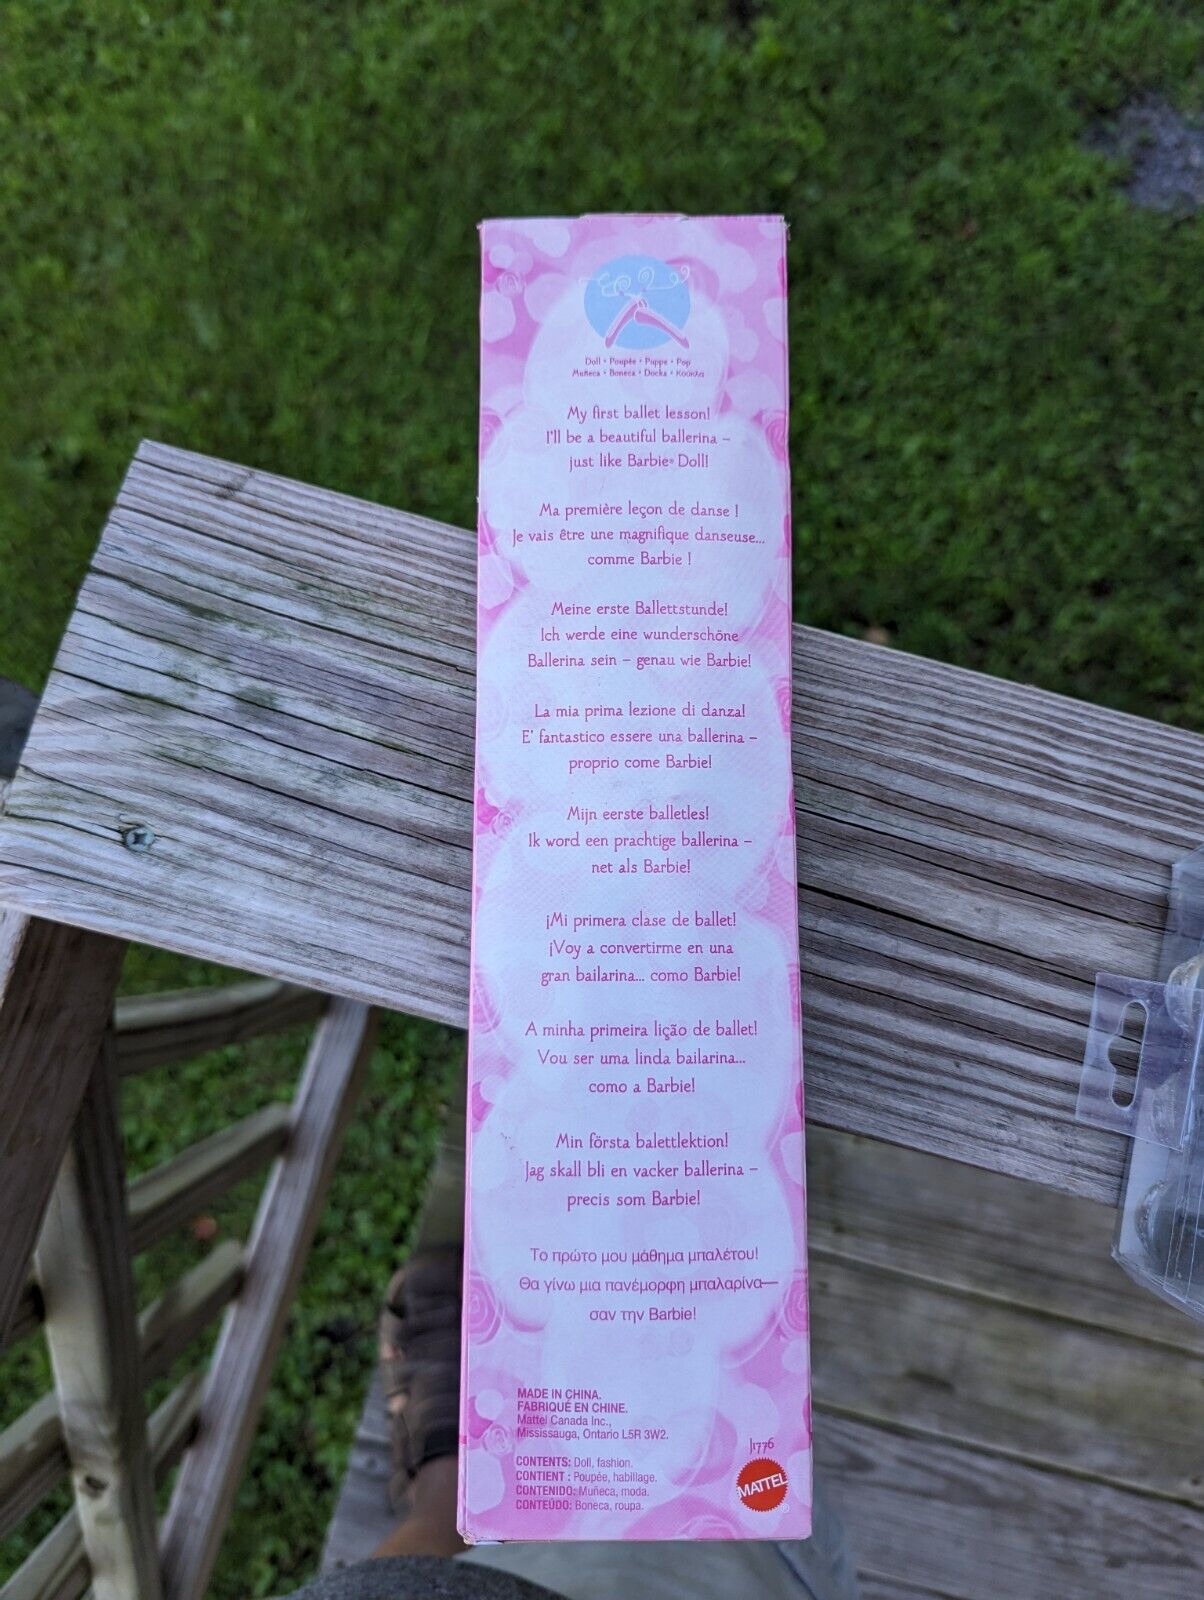 Doll • Poupée • Puppe • Pop
Muñeca • Boneca • Docka • Κούκλα
My first ballet lesson!
I'll be a beautiful ballerina –
just like Barbie® Doll!
Ma première leçon de danse !
Je vais être une magnifique danseuse...
comme Barbie !
Meine erste Ballettstunde!
Ich werde eine wunderschöne
Ballerina sein – genau wie Barbie!
La mia prima lezione di danza!
E' fantastico essere una ballerina –
proprio come Barbie!
Mijn eerste balletles!
Ik word een prachtige ballerina –
net als Barbie!
¡Mi primera clase de ballet!
¡Voy a convertirme en una
gran bailarina... como Barbie!
A minha primeira lição de ballet!
Vou ser uma linda bailarina...
como a Barbie!
Min första balettlektion!
Jag skall bli en vacker ballerina –
precis som Barbie!
Το πρώτο μου μάθημα μπαλέτου!
Θα γίνω μια πανέμορφη μπαλαρίνα—
σαν την Barbie!
MADE IN CHINA.
FABRIQUÉ EN CHINE.
Mattel Canada Inc.,
Mississauga, Ontario L5R 3W2.
CONTENTS: Doll, fashion.
CONTIENT : Poupée, habillage.
CONTENIDO: Muñeca, moda.
CONTEÚDO: Boneca, roupa.
J1776
MATTEL®